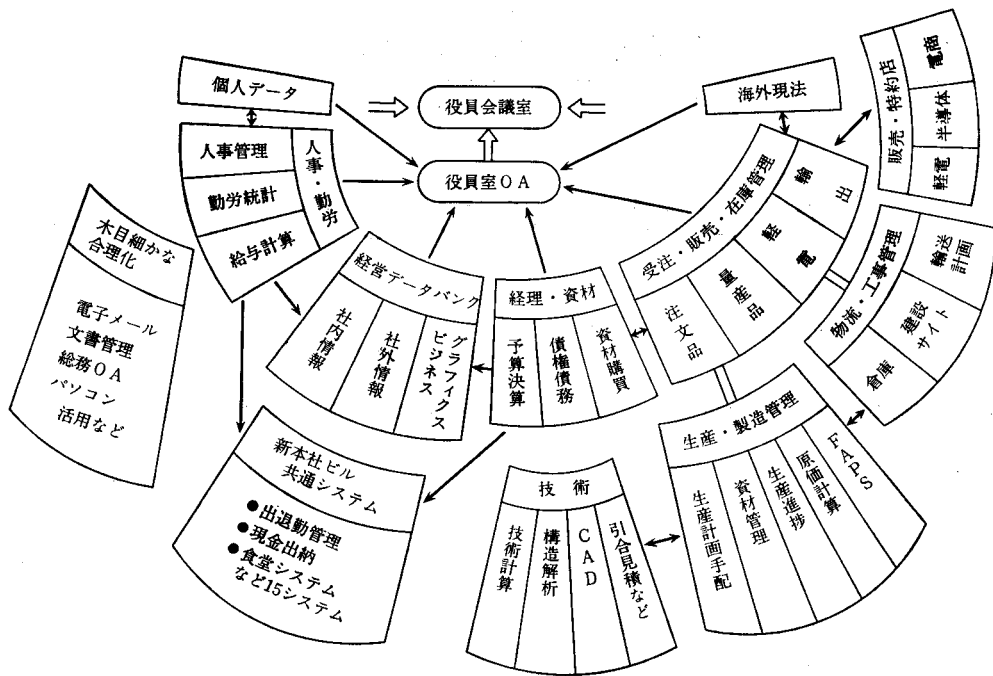 個人データ
人事管理
勤労統計
給与計算
人事・勤労
役員会議室
役員室OA
海外現法
販売・特約店
電商
半導体
軽電
受注・販売・在庫管理
輸出
軽電
量産品
注文品
物流・工事管理
輸送計画
建設サイト
倉庫
木目細かな
合理化
電子メール
文書管理
総務OA
パソコン
活用など
経営データバンク
社内情報
社外情報
グラフィクス
ビジネス
経理・資材
予算決算
債権債務
資材購買
新本社ビル
共通システム
●出退勤管理
●現金出納
●食堂システム
など15システム
技術
技術計算
構造解析
CAD
引合見積など
生産・製造管理
生産計画手配
資材管理
生産進捗
原価計算
FAPS